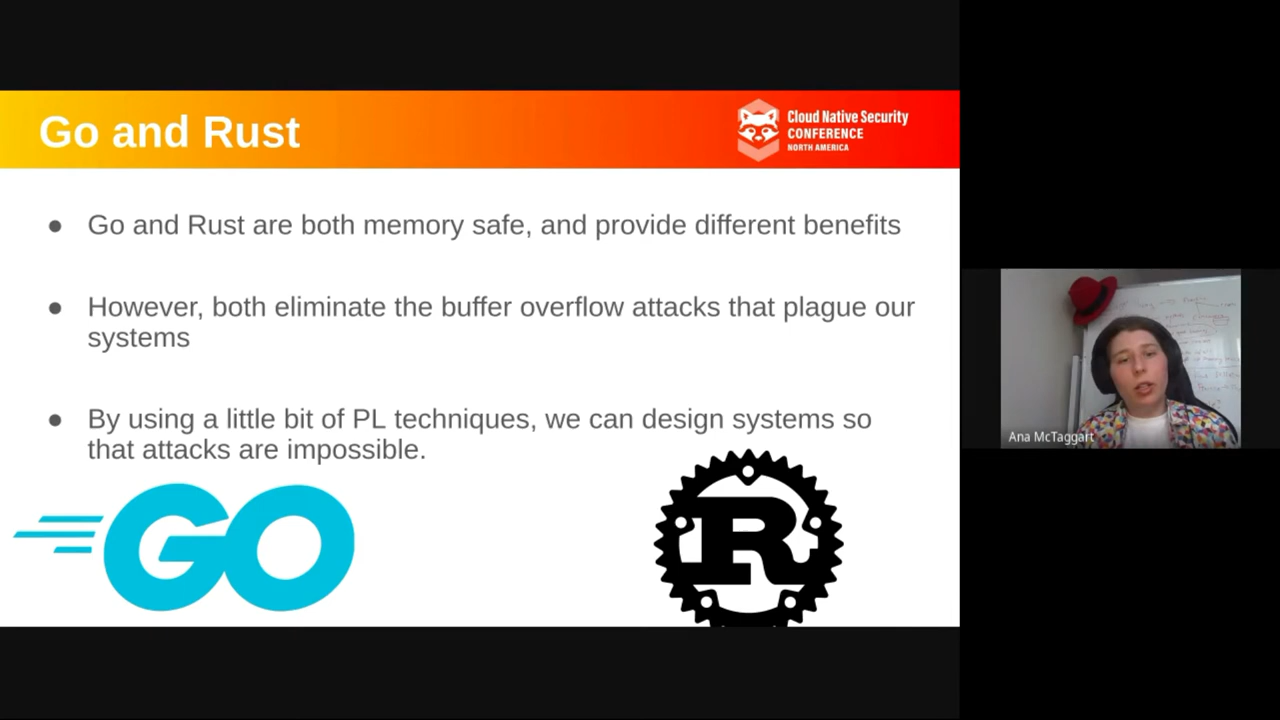 Go and Rust
Cloud Native Security
CONFERENCE
NORTH AMERICA
● Go and Rust are both memory safe, and provide different benefits
● However, both eliminate the buffer overflow attacks that plague our
systems
● By using a little bit of PL techniques, we can design systems so
that attacks are impossible.
GO
R
Ana McTaggart